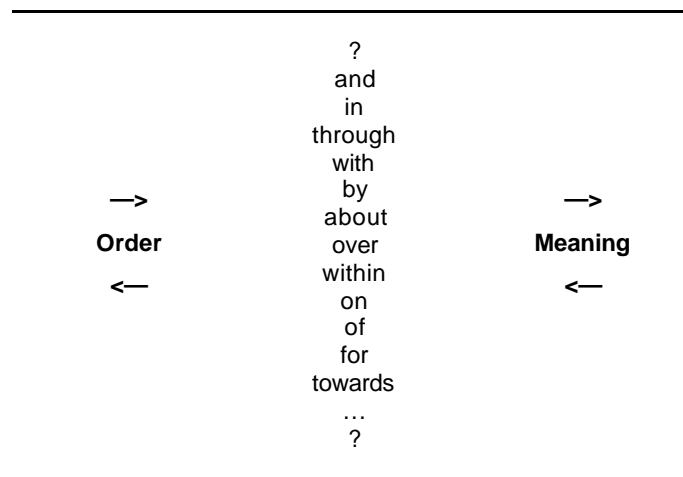 ?
and
in
through
with
by
about
over
within
on
of
for
towards
…
?
—>
Order
<—
—>
Meaning
<—